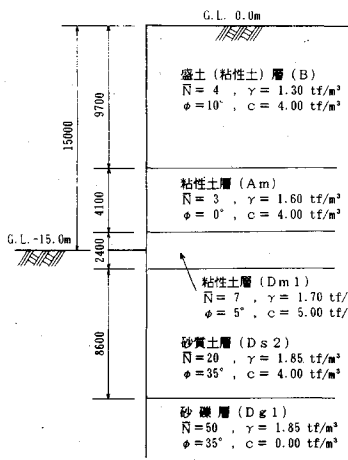 G.L. 0.0m
盛土(粘性土)層(B)
N̄= 4 , γ= 1.30 tf/m³
φ=10° , c= 4.00 tf/m³
9700
15000
粘性土層(Am)
N̄= 3 , γ= 1.60 tf/m³
φ= 0° , c= 4.00 tf/m³
4100
G.L.-15.0m
2400
粘性土層(Dm1)
N̄= 7 , γ= 1.70 tf/
φ= 5° , c= 5.00 tf/
8600
砂質土層(Ds2)
N̄=20 , γ= 1.85 tf/m³
φ=35° , c= 4.00 tf/m³
砂礫層(Dg1)
N̄=50 , γ= 1.85 tf/m³
φ=35° , c= 0.00 tf/m³